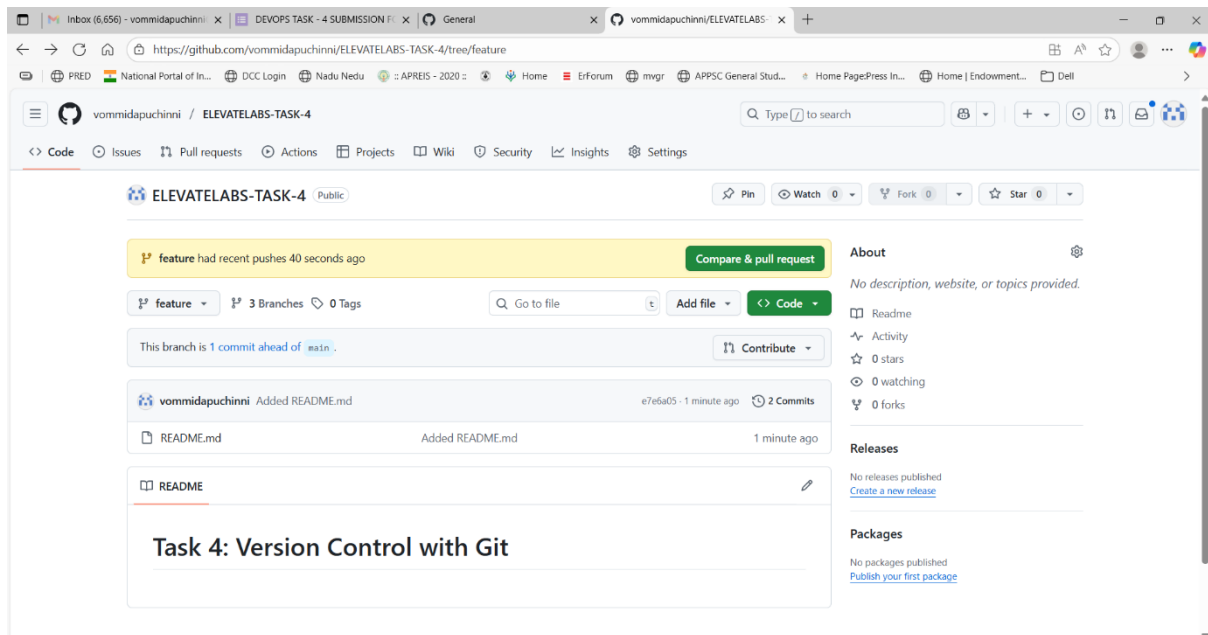 Inbox (6,656) - vommidapuchinni
DEVOPS TASK - 4 SUBMISSION FO
General
vommidapuchinni/ELEVATELABS-
https://github.com/vommidapuchinni/ELEVATELABS-TASK-4/tree/feature
PRED National Portal of In... DCC Login Nadu Nedu :: APREIS - 2020 :: Home ErForum mvgr APPSC General Stud... Home Page:Press In... Home | Endowment... Dell
vommidapuchinni / ELEVATELABS-TASK-4
Type / to search
<> Code Issues Pull requests Actions Projects Wiki Security Insights Settings
ELEVATELABS-TASK-4 Public
Pin Watch 0 Fork 0 Star 0
feature had recent pushes 40 seconds ago
Compare & pull request
feature 3 Branches 0 Tags
Go to file t Add file <> Code
This branch is 1 commit ahead of main .
Contribute
vommidapuchinni Added README.md e7e6a05 · 1 minute ago 2 Commits
README.md Added README.md 1 minute ago
README
Task 4: Version Control with Git
About
No description, website, or topics provided.
Readme
Activity
0 stars
0 watching
0 forks
Releases
No releases published
Create a new release
Packages
No packages published
Publish your first package